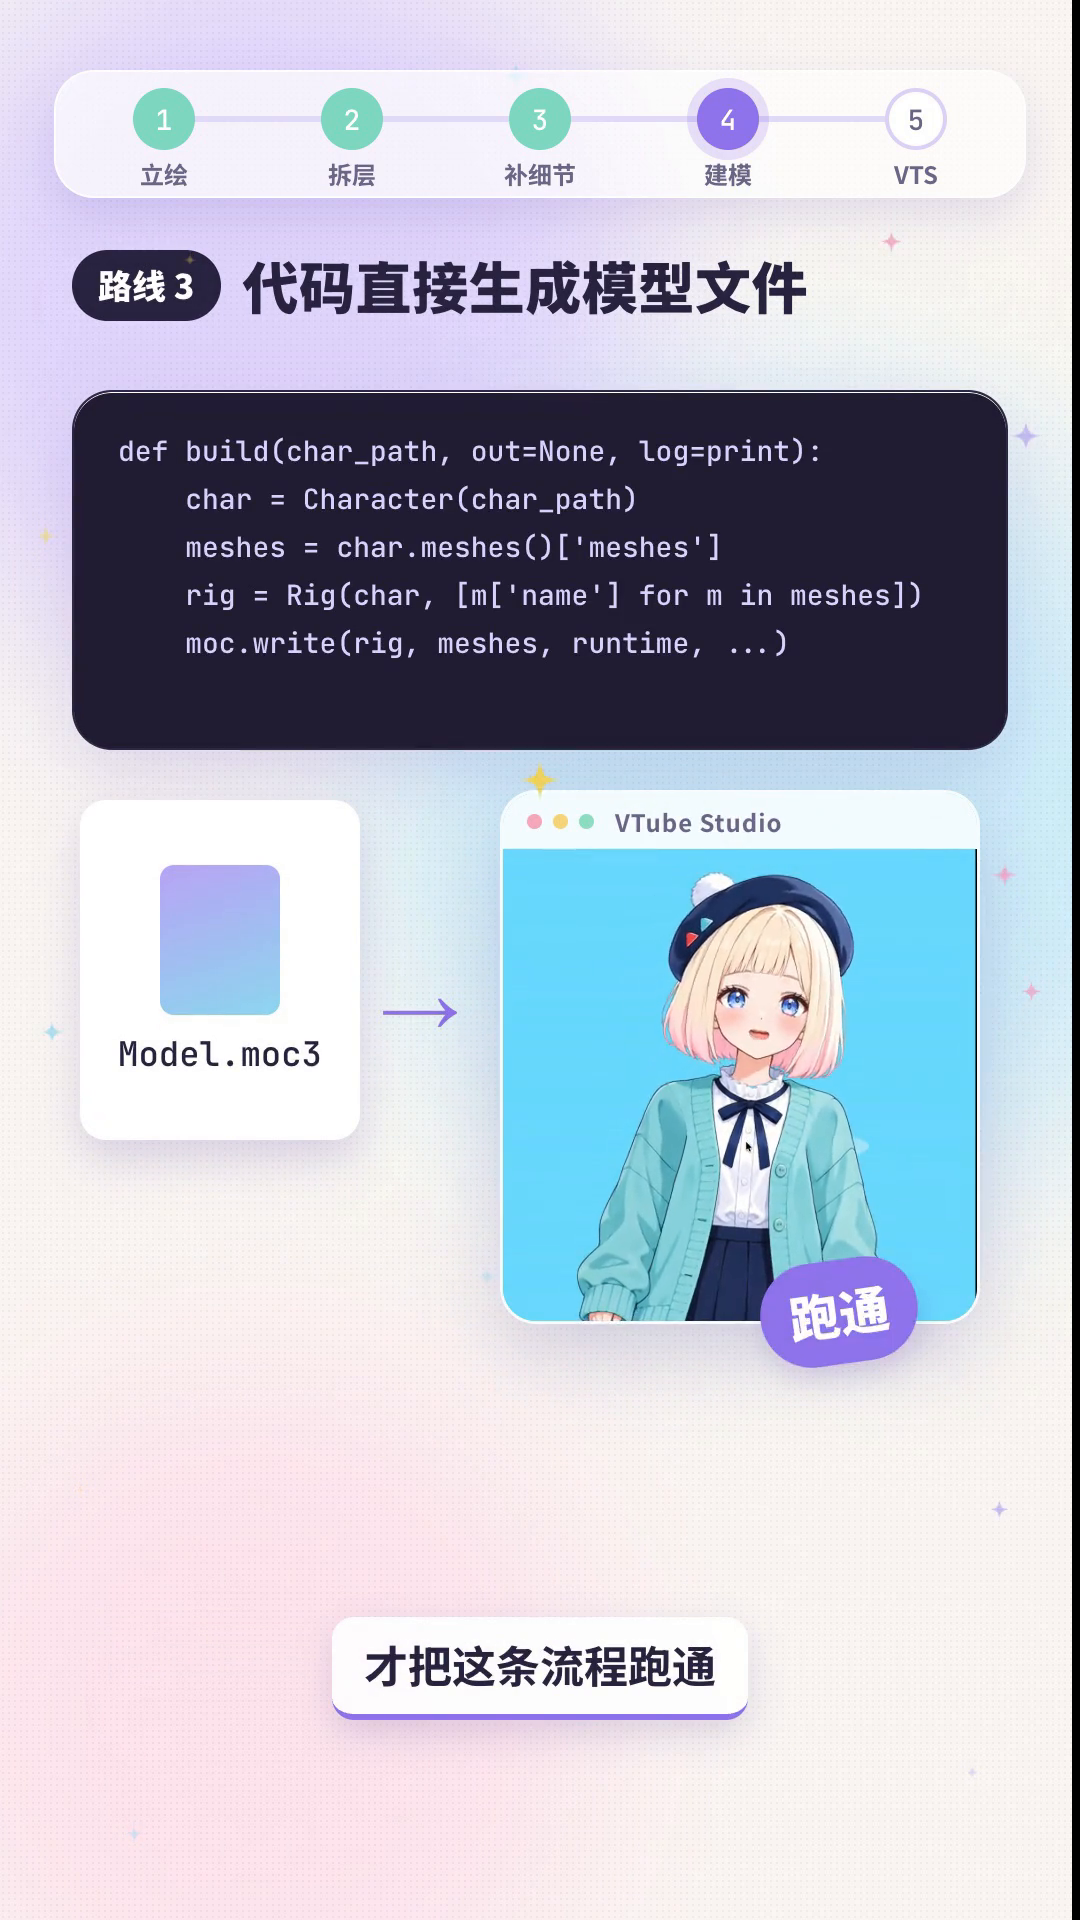 1 2 3 4 5
立绘 拆层 补细节 建模 VTS
路线 3 代码直接生成模型文件
def build(char_path, out=None, log=print):
    char = Character(char_path)
    meshes = char.meshes()['meshes']
    rig = Rig(char, [m['name'] for m in meshes])
    moc.write(rig, meshes, runtime, ...)
VTube Studio
Model.moc3
跑通
才把这条流程跑通